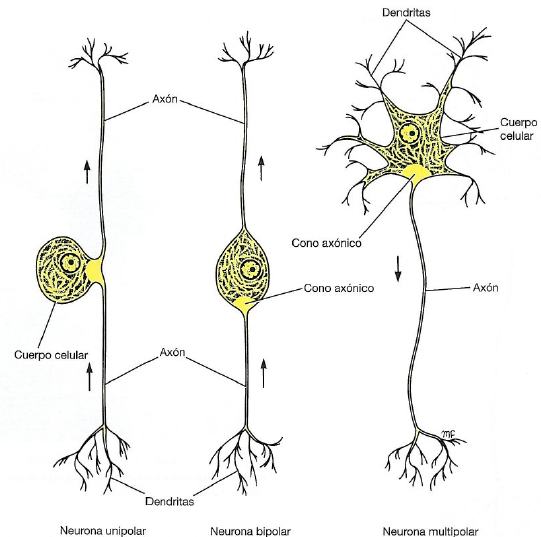 Dendritas
Axón
Cuerpo
celular
Cono axónico
Cono axónico
Axón
Cuerpo celular
Axón
Dendritas
Neurona unipolar
Neurona bipolar
Neurona multipolar